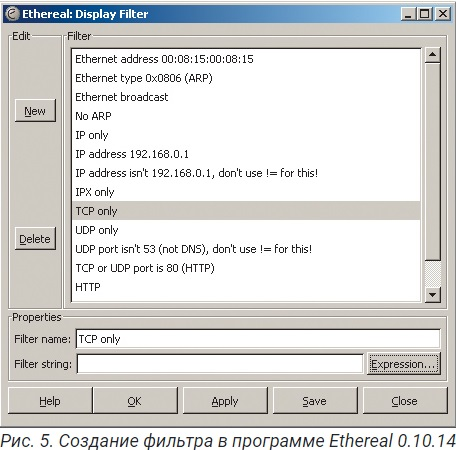 Ethereal: Display Filter
Edit
Filter
Ethernet address 00:08:15:00:08:15
Ethernet type 0x0806 (ARP)
Ethernet broadcast
No ARP
New
IP only
IP address 192.168.0.1
IP address isn't 192.168.0.1, don't use != for this!
IPX only
TCP only
UDP only
Delete
UDP port isn't 53 (not DNS), don't use != for this!
TCP or UDP port is 80 (HTTP)
HTTP
Properties
Filter name: TCP only
Filter string: Expression...
Help OK Apply Save Close
Рис. 5. Создание фильтра в программе Ethereal 0.10.14